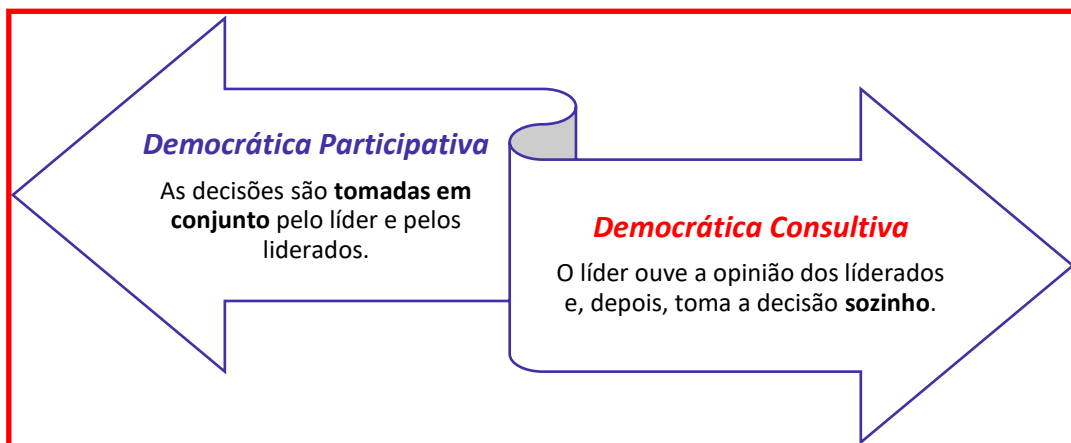 Democrática Participativa
As decisões são tomadas em
conjunto pelo líder e pelos
liderados.
Democrática Consultiva
O líder ouve a opinião dos líderados
e, depois, toma a decisão sozinho.